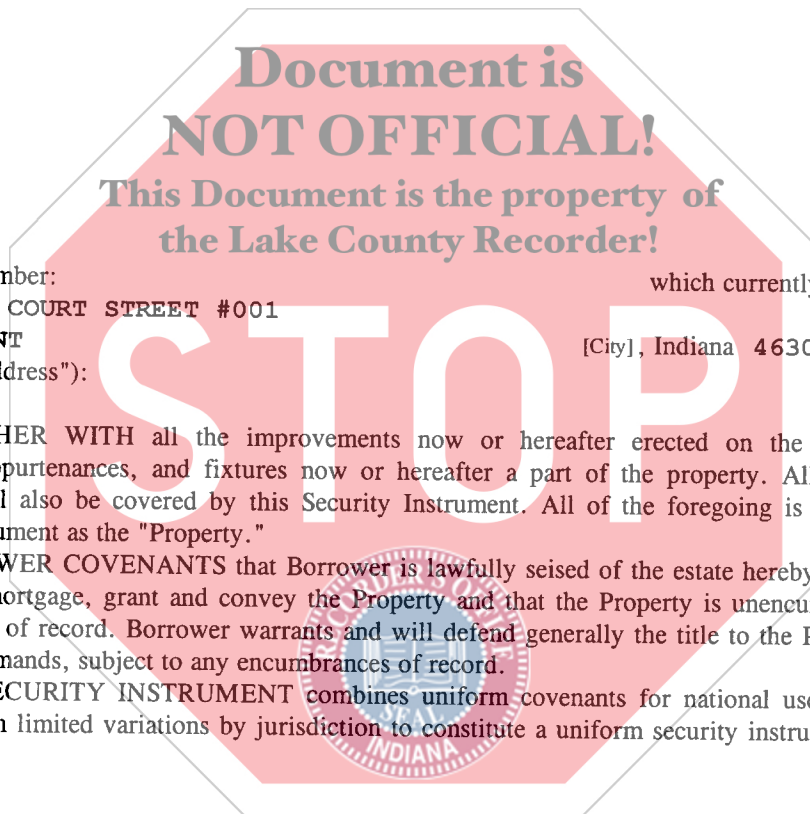 Document is
NOT OFFICIAL!
This Document is the property of
the Lake County Recorder!
mber: which currently
COURT STREET #001
NT [City], Indiana 4630
ddress"):
STOP
HER WITH all the improvements now or hereafter erected on the
purtenances, and fixtures now or hereafter a part of the property. All
l also be covered by this Security Instrument. All of the foregoing is
ument as the "Property."
WER COVENANTS that Borrower is lawfully seised of the estate hereby
ortgage, grant and convey the Property and that the Property is unencu
of record. Borrower warrants and will defend generally the title to the P
mands, subject to any encumbrances of record.
ECURITY INSTRUMENT combines uniform covenants for national use
n limited variations by jurisdiction to constitute a uniform security instru
RECORDER'S OFFICE
SEAL
INDIANA